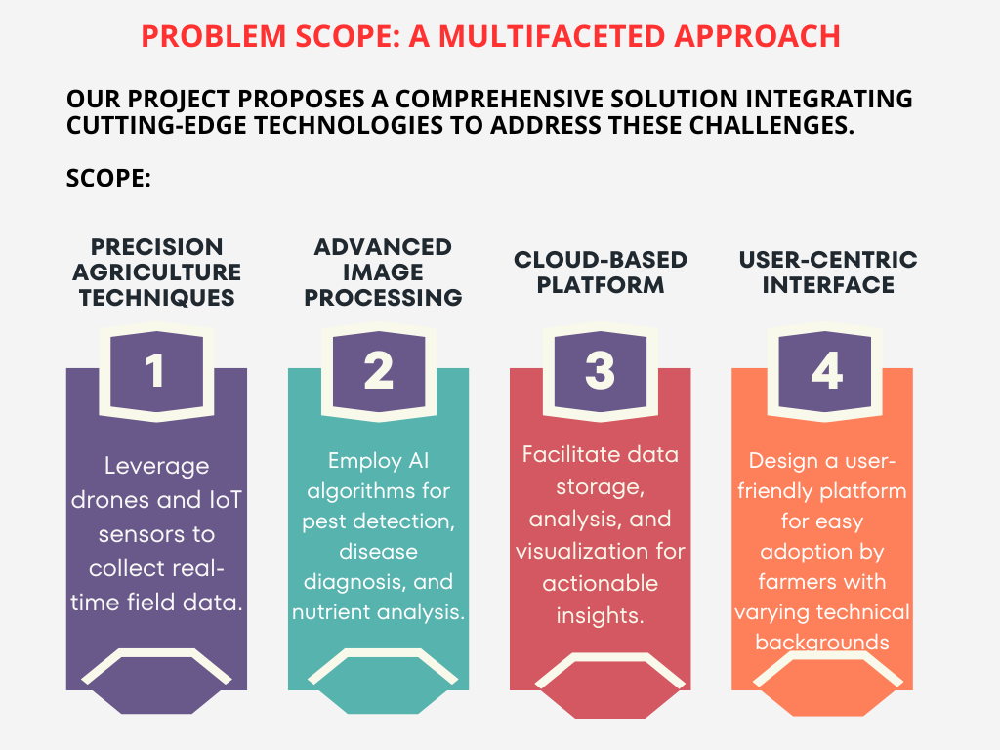 PROBLEM SCOPE: A MULTIFACETED APPROACH
OUR PROJECT PROPOSES A COMPREHENSIVE SOLUTION INTEGRATING
CUTTING-EDGE TECHNOLOGIES TO ADDRESS THESE CHALLENGES.
SCOPE:
PRECISION
AGRICULTURE
TECHNIQUES
1
Leverage
drones and IoT
sensors to
collect real-
time field data.
ADVANCED
IMAGE
PROCESSING
2
Employ AI
algorithms for
pest detection,
disease
diagnosis, and
nutrient analysis.
CLOUD-BASED
PLATFORM
3
Facilitate data
storage,
analysis, and
visualization for
actionable
insights.
USER-CENTRIC
INTERFACE
4
Design a user-
friendly platform
for easy
adoption by
farmers with
varying technical
backgrounds